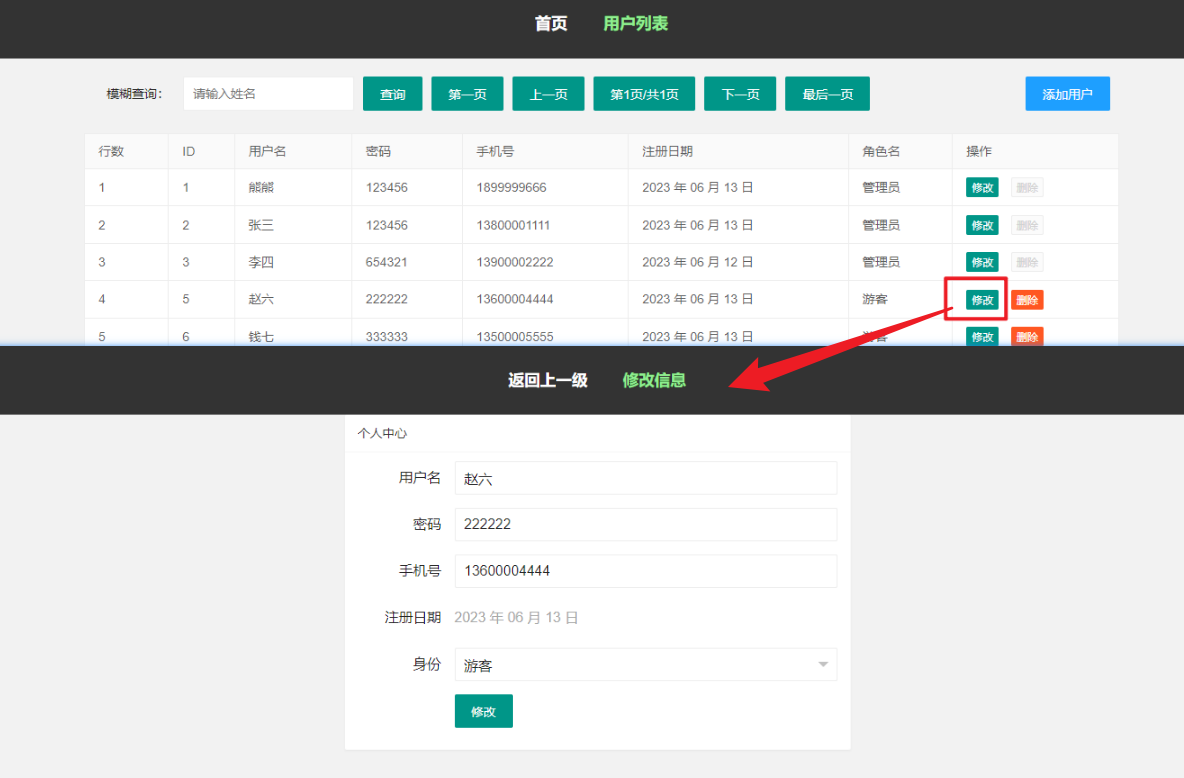 首页 用户列表
模糊查询: 请输入姓名 查询 第一页 上一页 第1页/共1页 下一页 最后一页 添加用户
行数 ID 用户名 密码 手机号 注册日期 角色名 操作
1 1 熊熊 123456 1899999666 2023 年 06 月 13 日 管理员 修改 删除
2 2 张三 123456 13800001111 2023 年 06 月 13 日 管理员 修改 删除
3 3 李四 654321 13900002222 2023 年 06 月 12 日 管理员 修改 删除
4 5 赵六 222222 13600004444 2023 年 06 月 13 日 游客 修改 删除
5 6 钱七 333333 13500005555 2023 年 06 月 13 日 游客 修改 删除
返回上一级 修改信息
个人中心
用户名 赵六
密码 222222
手机号 13600004444
注册日期 2023 年 06 月 13 日
身份 游客
修改